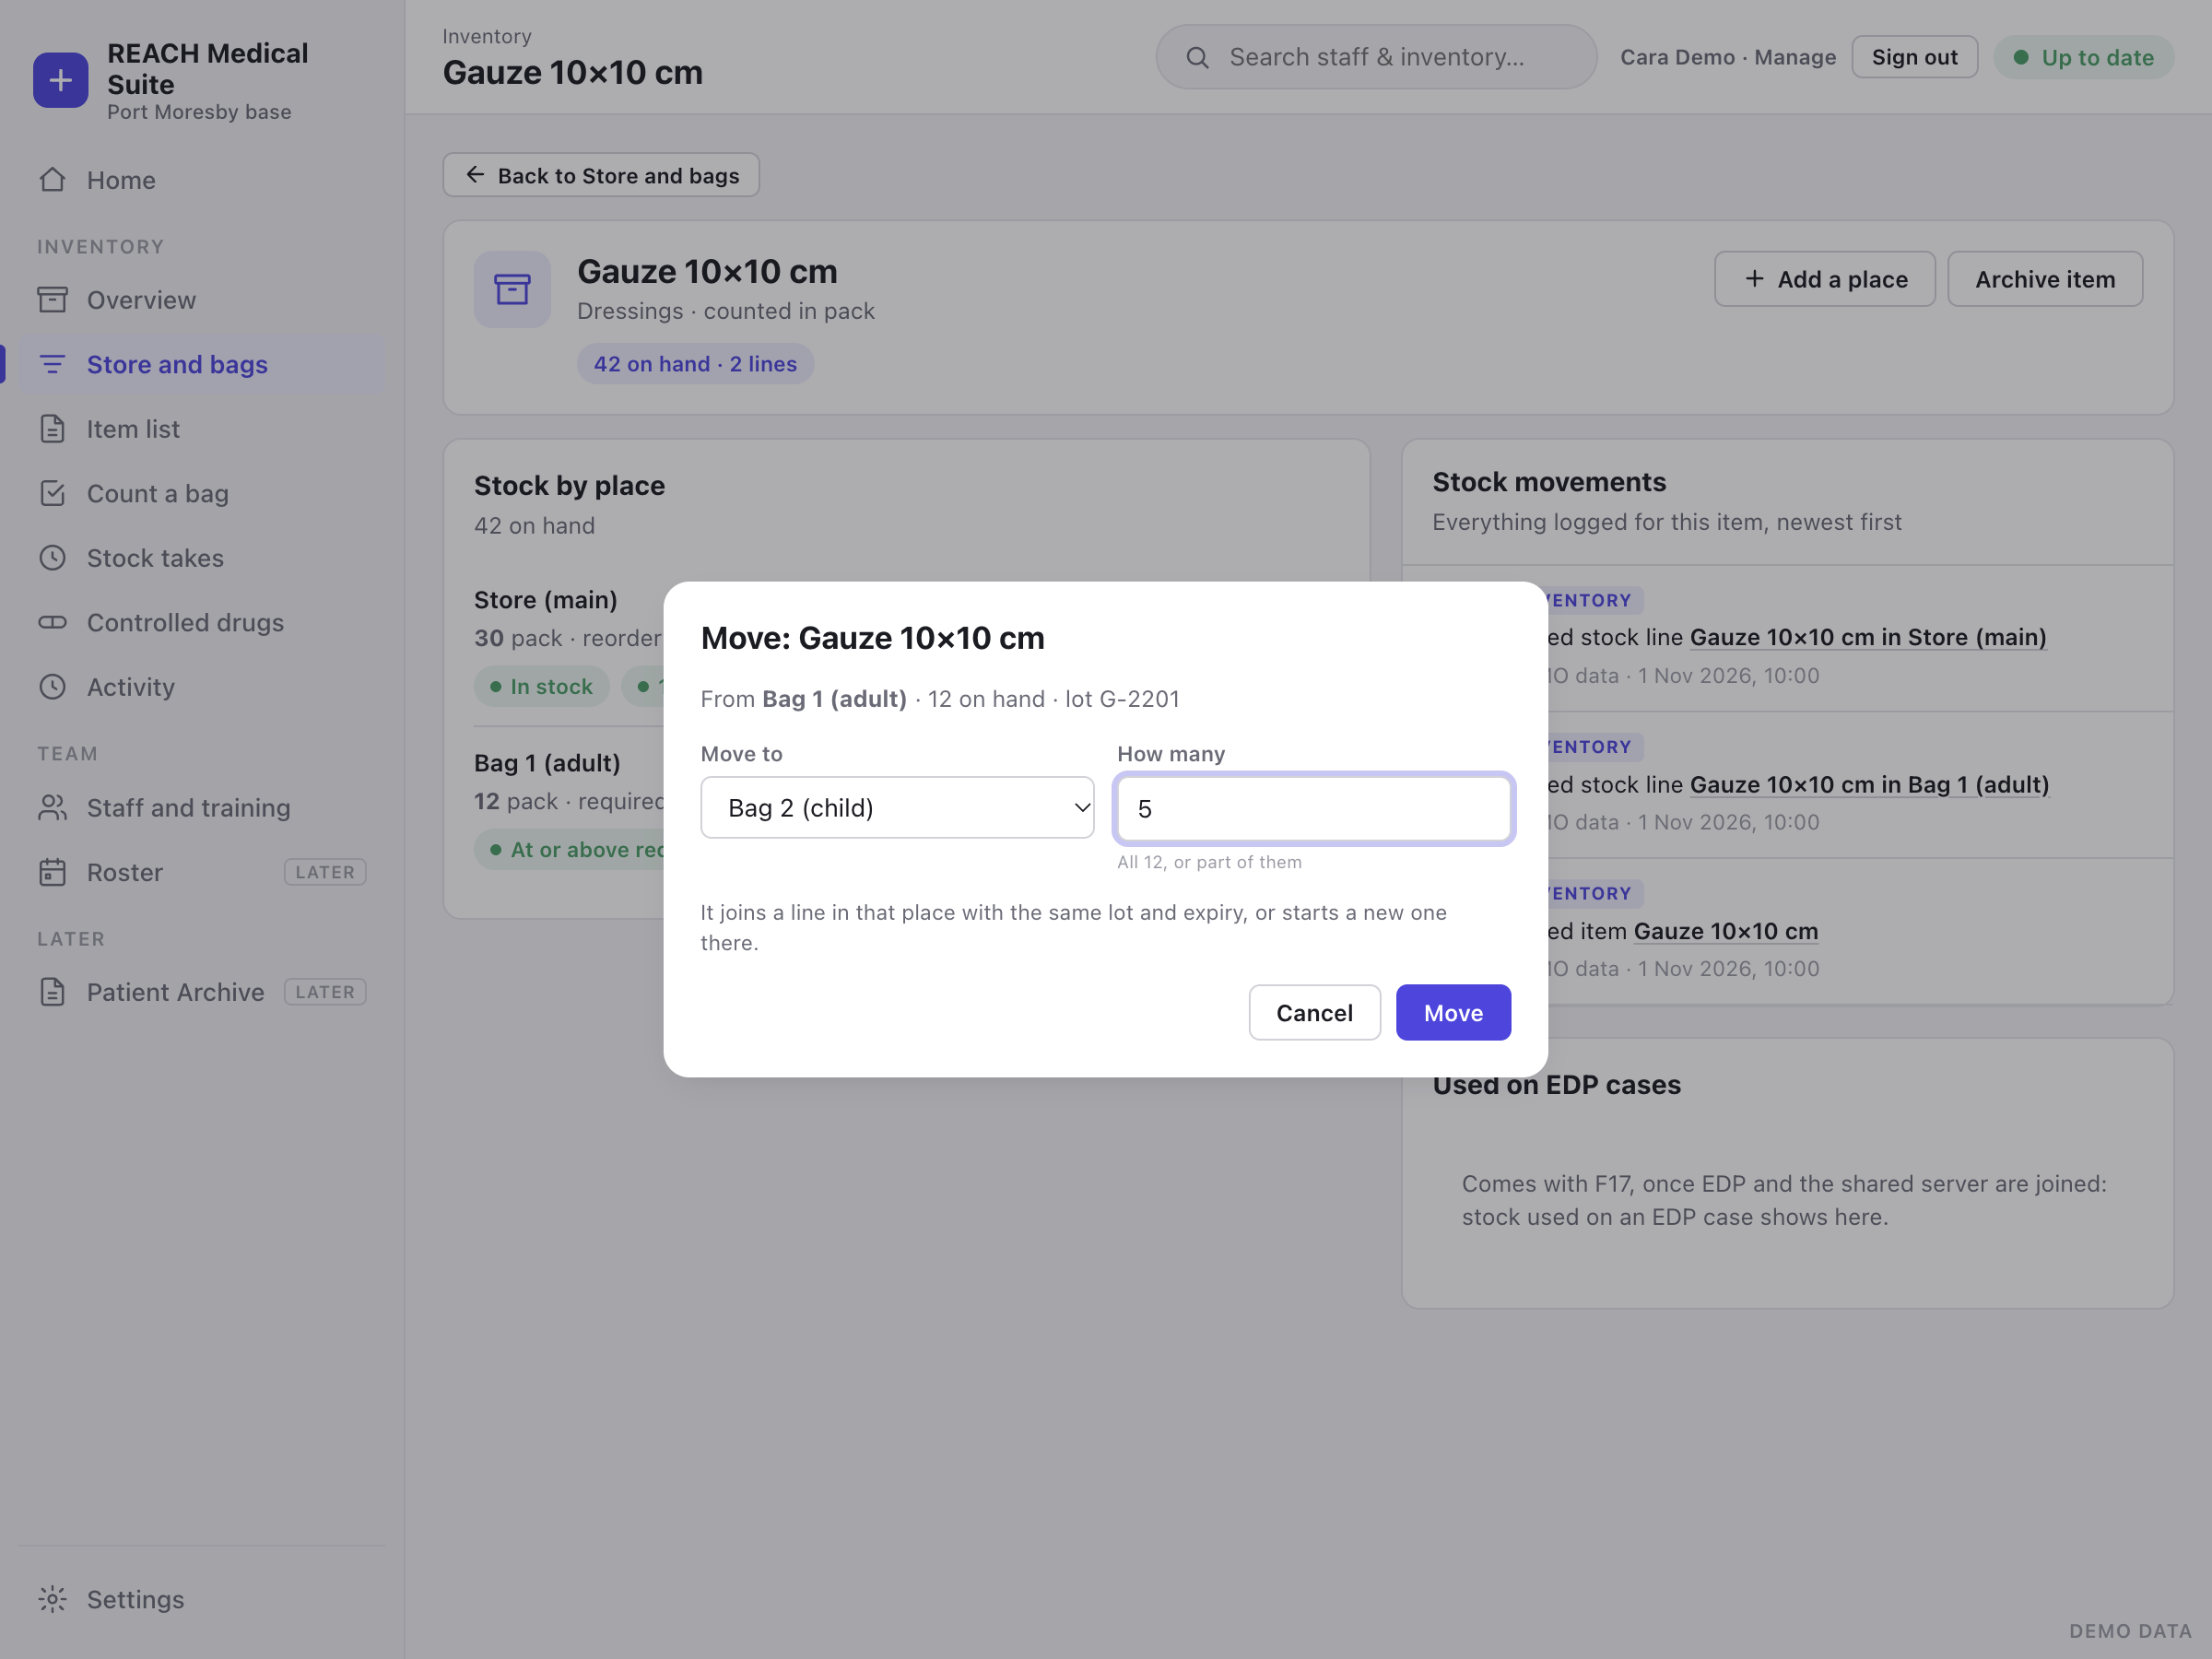 REACH Medical
Suite
Port Moresby base
Home
INVENTORY
Overview
Store and bags
Item list
Count a bag
Stock takes
Controlled drugs
Activity
TEAM
Staff and training
Roster LATER
LATER
Patient Archive LATER
Settings
Inventory
Gauze 10×10 cm
Search staff & inventory...
Cara Demo · Manage
Sign out
Up to date
Back to Store and bags
Gauze 10×10 cm
Dressings · counted in pack
42 on hand · 2 lines
+ Add a place
Archive item
Stock by place
42 on hand
Store (main)
30 pack · reorder
In stock
Bag 1 (adult)
12 pack · required
At or above
Stock movements
Everything logged for this item, newest first
stock line Gauze 10×10 cm in Store (main)
data · 1 Nov 2026, 10:00
stock line Gauze 10×10 cm in Bag 1 (adult)
data · 1 Nov 2026, 10:00
item Gauze 10×10 cm
data · 1 Nov 2026, 10:00
Used on EDP cases
Comes with F17, once EDP and the shared server are joined:
stock used on an EDP case shows here.
Move: Gauze 10×10 cm
From Bag 1 (adult) · 12 on hand · lot G-2201
Move to
Bag 2 (child)
How many
5
All 12, or part of them
It joins a line in that place with the same lot and expiry, or starts a new one
there.
Cancel
Move
DEMO DATA